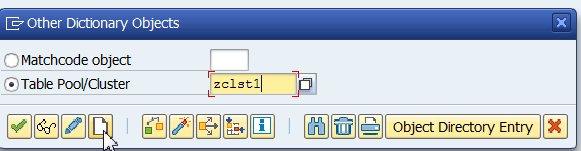 Other Dictionary Objects
Matchcode object
Table Pool/Cluster zclst1
Object Directory Entry